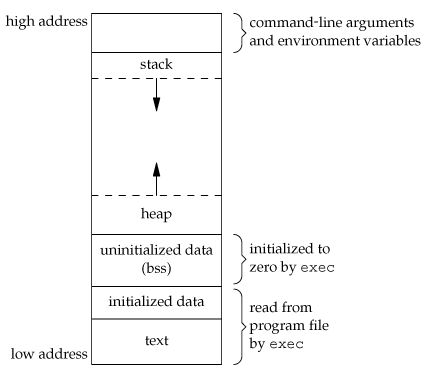 high address
command-line arguments
and environment variables
stack
heap
uninitialized data
(bss)
initialized to
zero by exec
initialized data
read from
program file
by exec
text
low address